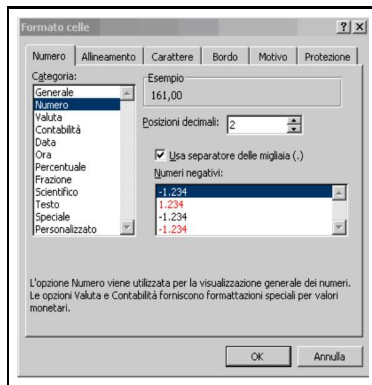 Formato celle
Numero
Allineamento
Carattere
Bordo
Motivo
Protezione
Categoria:
Generale
Numero
Valuta
Contabilità
Data
Ora
Percentuale
Frazione
Scientifico
Testo
Speciale
Personalizzato
Esempio
161,00
Posizioni decimali: 2
Usa separatore delle migliaia (.)
Numeri negativi:
-1.234
1.234
-1.234
-1.234
L'opzione Numero viene utilizzata per la visualizzazione generale dei numeri.
Le opzioni Valuta e Contabilità forniscono formattazioni speciali per valori
monetari.
OK
Annulla